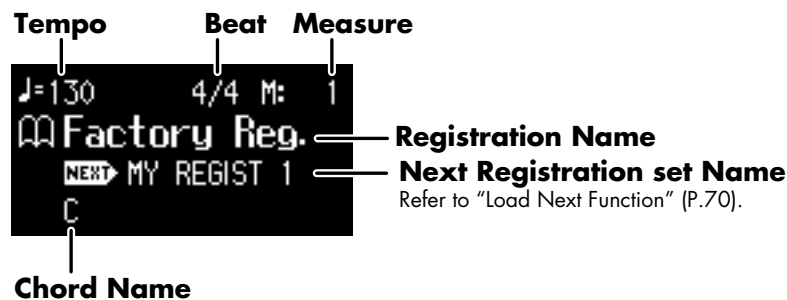 Tempo Beat Measure
♩=130 4/4 M: 1
Factory Reg. Registration Name
NEXT MY REGIST 1 Next Registration set Name
Refer to “Load Next Function” (P.70).
C
Chord Name